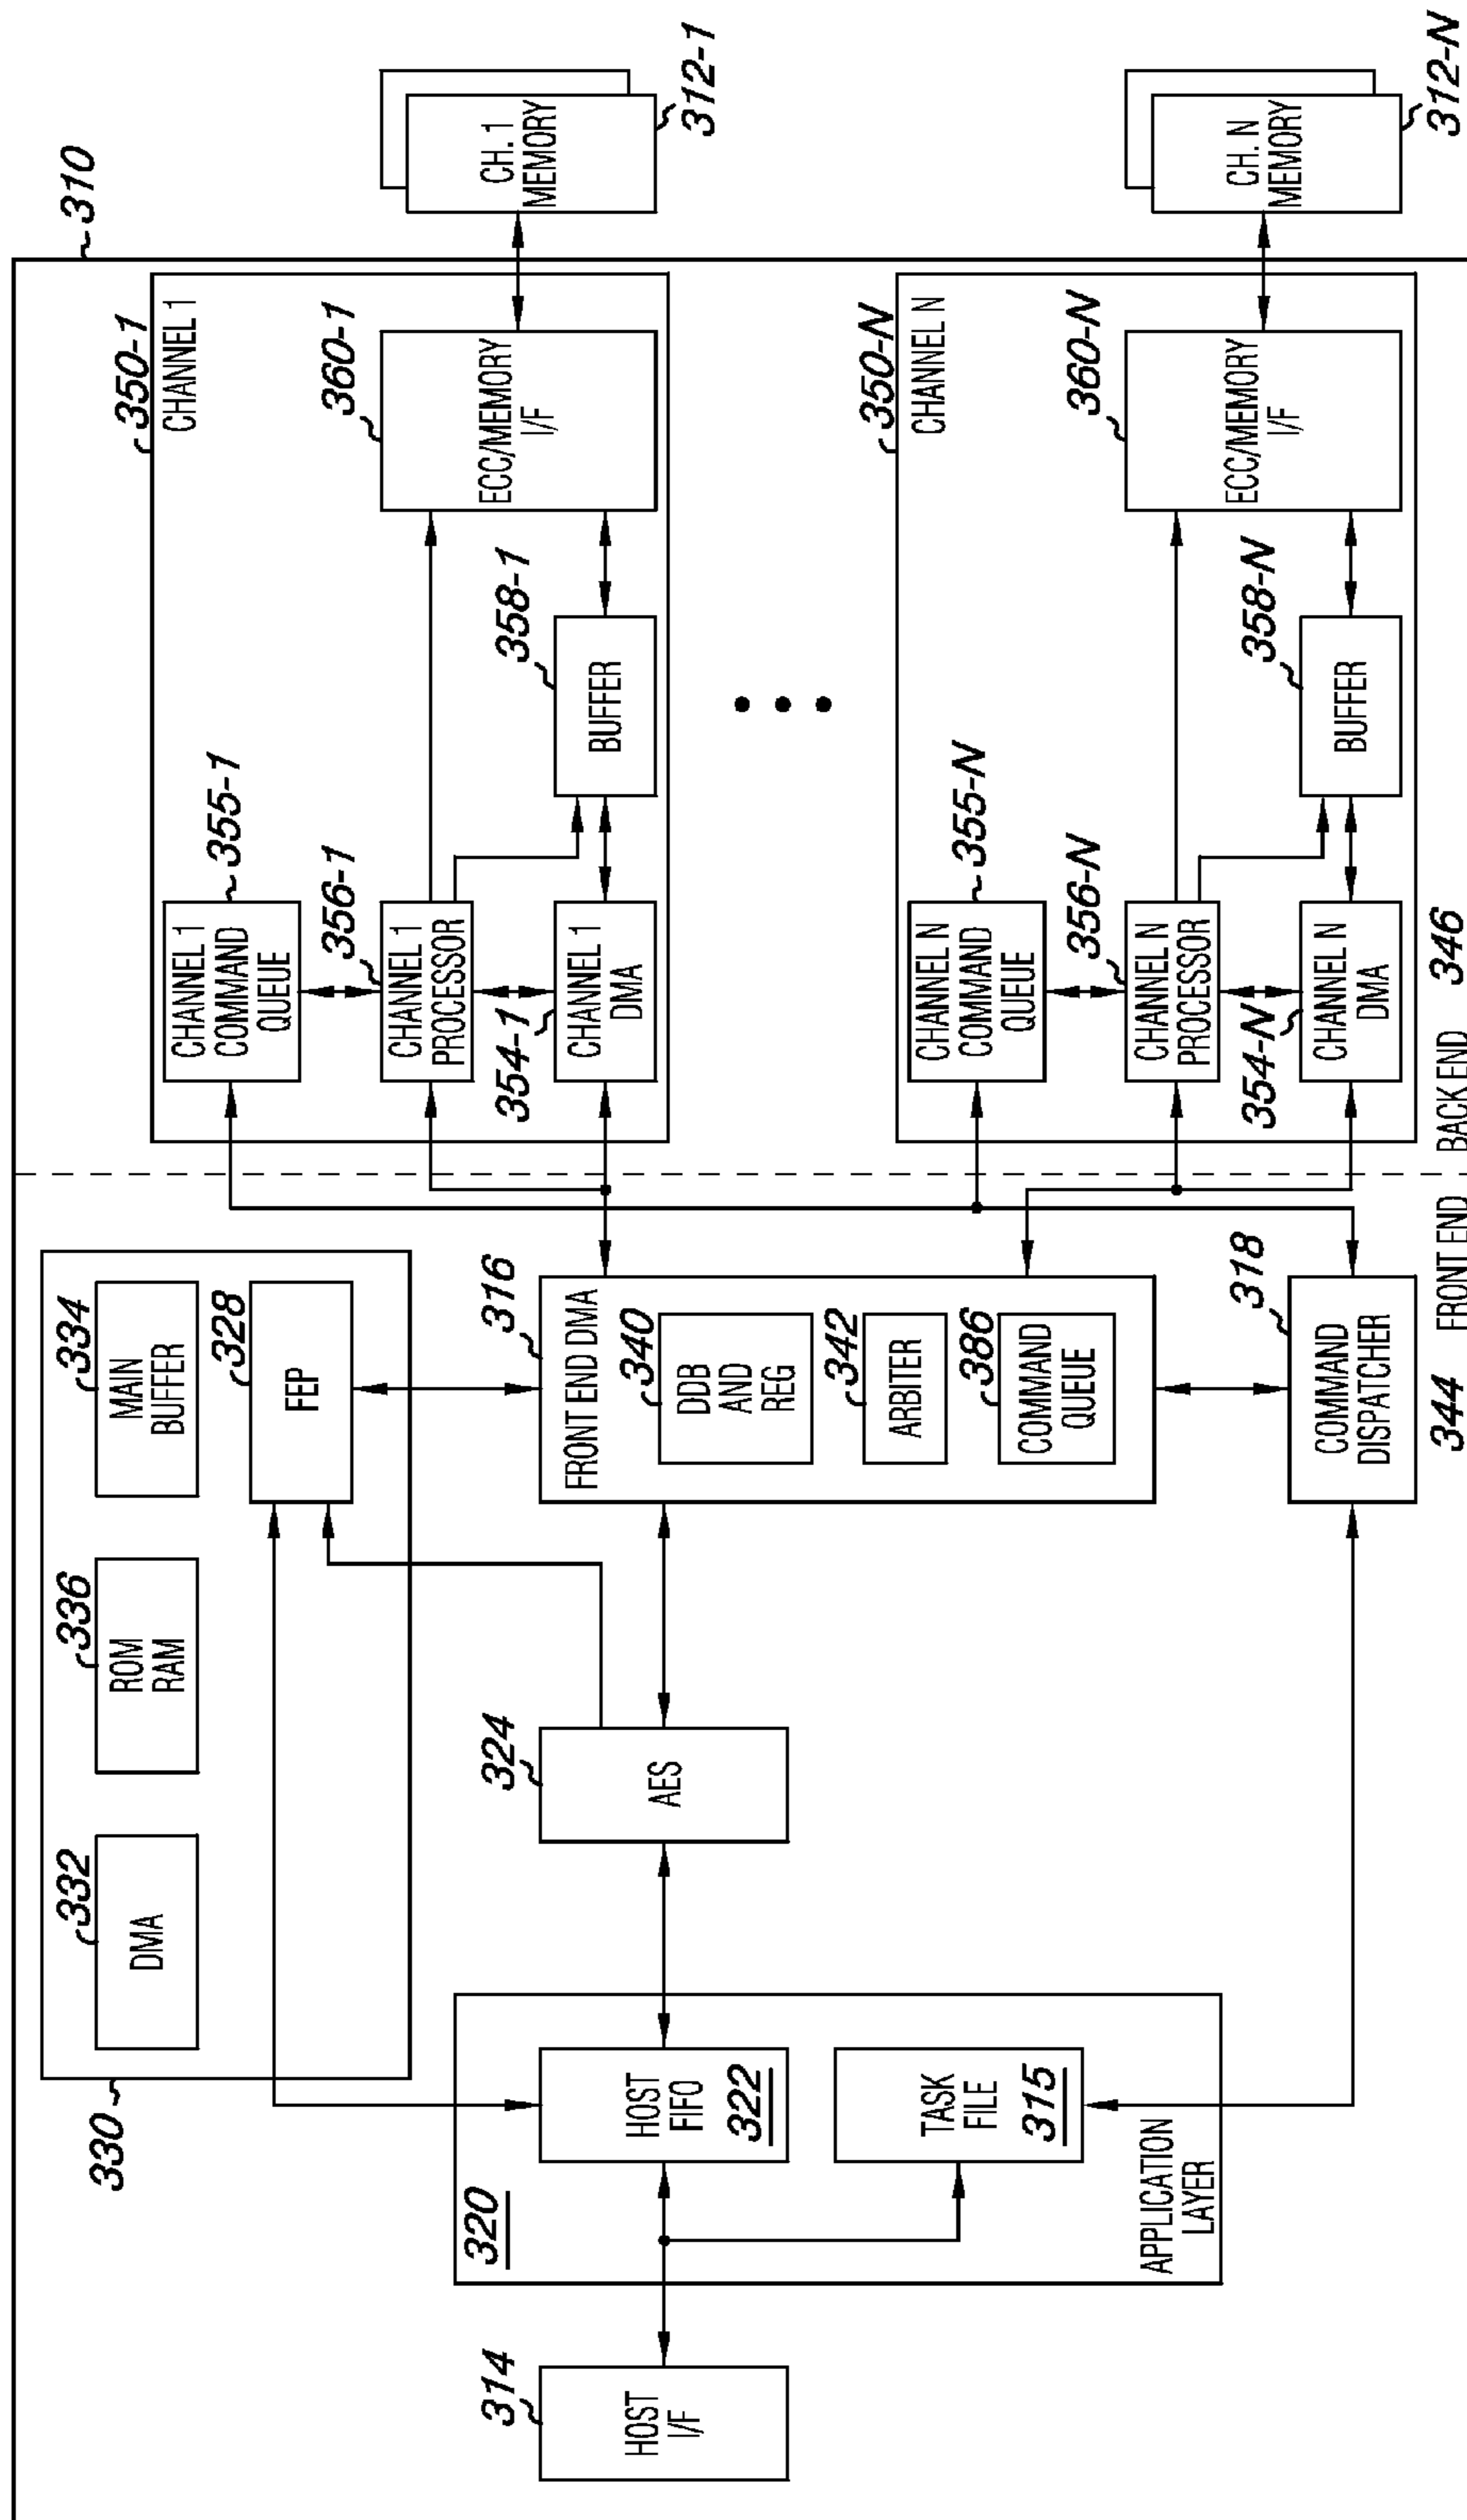 310
330
332
DMA
336
ROM
RAM
334
MAIN
BUFFER
328
FEP
350-1
CHANNEL 1
355-1
CHANNEL 1
COMMAND
QUEUE
356-1
CHANNEL 1
PROCESSOR
354-1
CHANNEL 1
DMA
358-1
BUFFER
360-1
ECC/MEMORY
I/F
CH. 1
MEMORY
312-1
314
HOST
I/F
320
HOST
FIFO
322
TASK
FILE
315
APPLICATION
LAYER
324
AES
316
FRONT END DMA
340
DDB
AND
REG
342
ARBITER
386
COMMAND
QUEUE
318
COMMAND
DISPATCHER
350-N
CHANNEL N
355-N
CHANNEL N
COMMAND
QUEUE
356-N
CHANNEL N
PROCESSOR
354-N
CHANNEL N
DMA
358-N
BUFFER
360-N
ECC/MEMORY
I/F
CH. N
MEMORY
312-N
344
FRONT END
BACK END
346